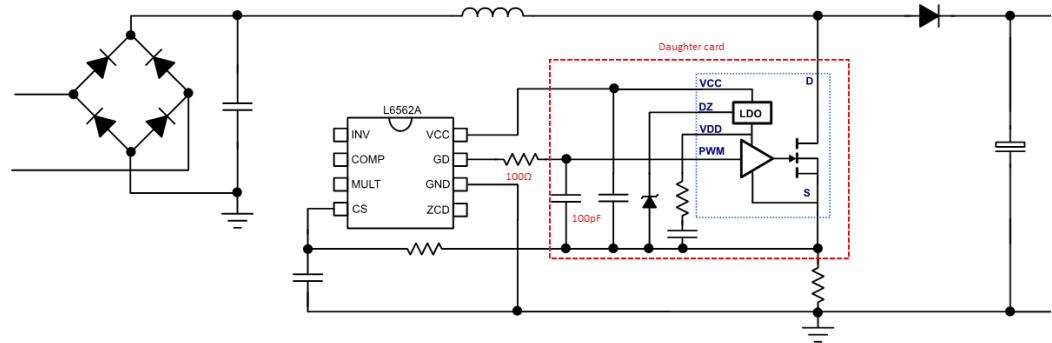 Daughter card
L6562A
INV
COMP
MULT
CS
VCC
GD
GND
ZCD
100Ω
100pF
VCC
DZ
VDD
PWM
LDO
D
S